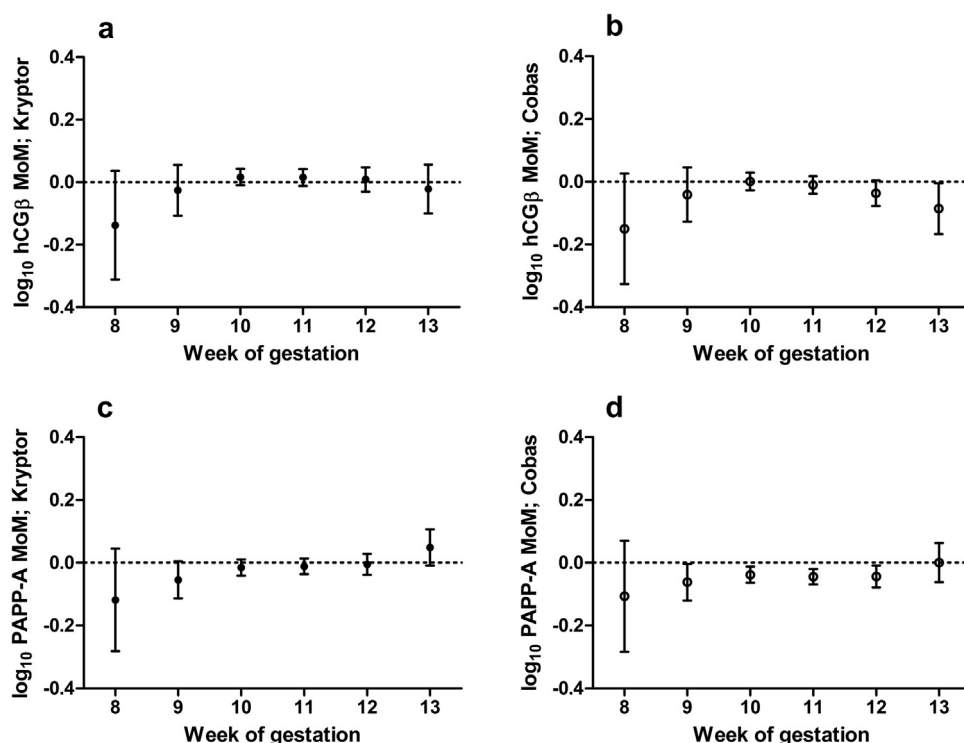 a
log10 hCGβ MoM; Kryptor
0.4
0.2
0.0
-0.2
-0.4
8 9 10 11 12 13
Week of gestation
b
log10 hCGβ MoM; Cobas
0.4
0.2
0.0
-0.2
-0.4
8 9 10 11 12 13
Week of gestation
c
log10 PAPP-A MoM; Kryptor
0.4
0.2
0.0
-0.2
-0.4
8 9 10 11 12 13
Week of gestation
d
log10 PAPP-A MoM; Cobas
0.4
0.2
0.0
-0.2
-0.4
8 9 10 11 12 13
Week of gestation